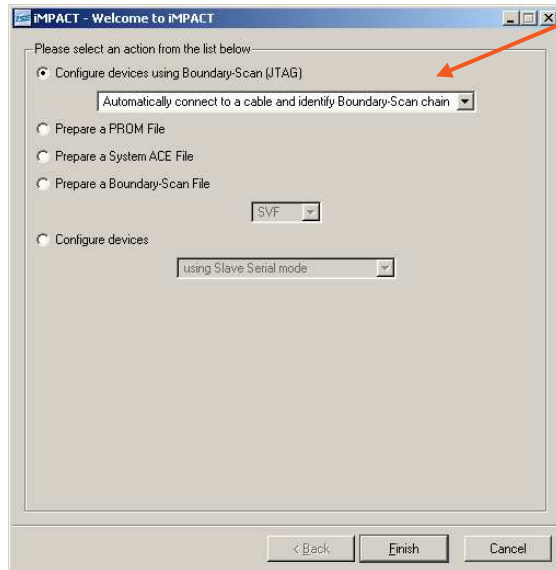 iMPACT - Welcome to iMPACT
Please select an action from the list below
Configure devices using Boundary-Scan (JTAG)
Automatically connect to a cable and identify Boundary-Scan chain
Prepare a PROM File
Prepare a System ACE File
Prepare a Boundary-Scan File
SVF
Configure devices
using Slave Serial mode
< Back Finish Cancel